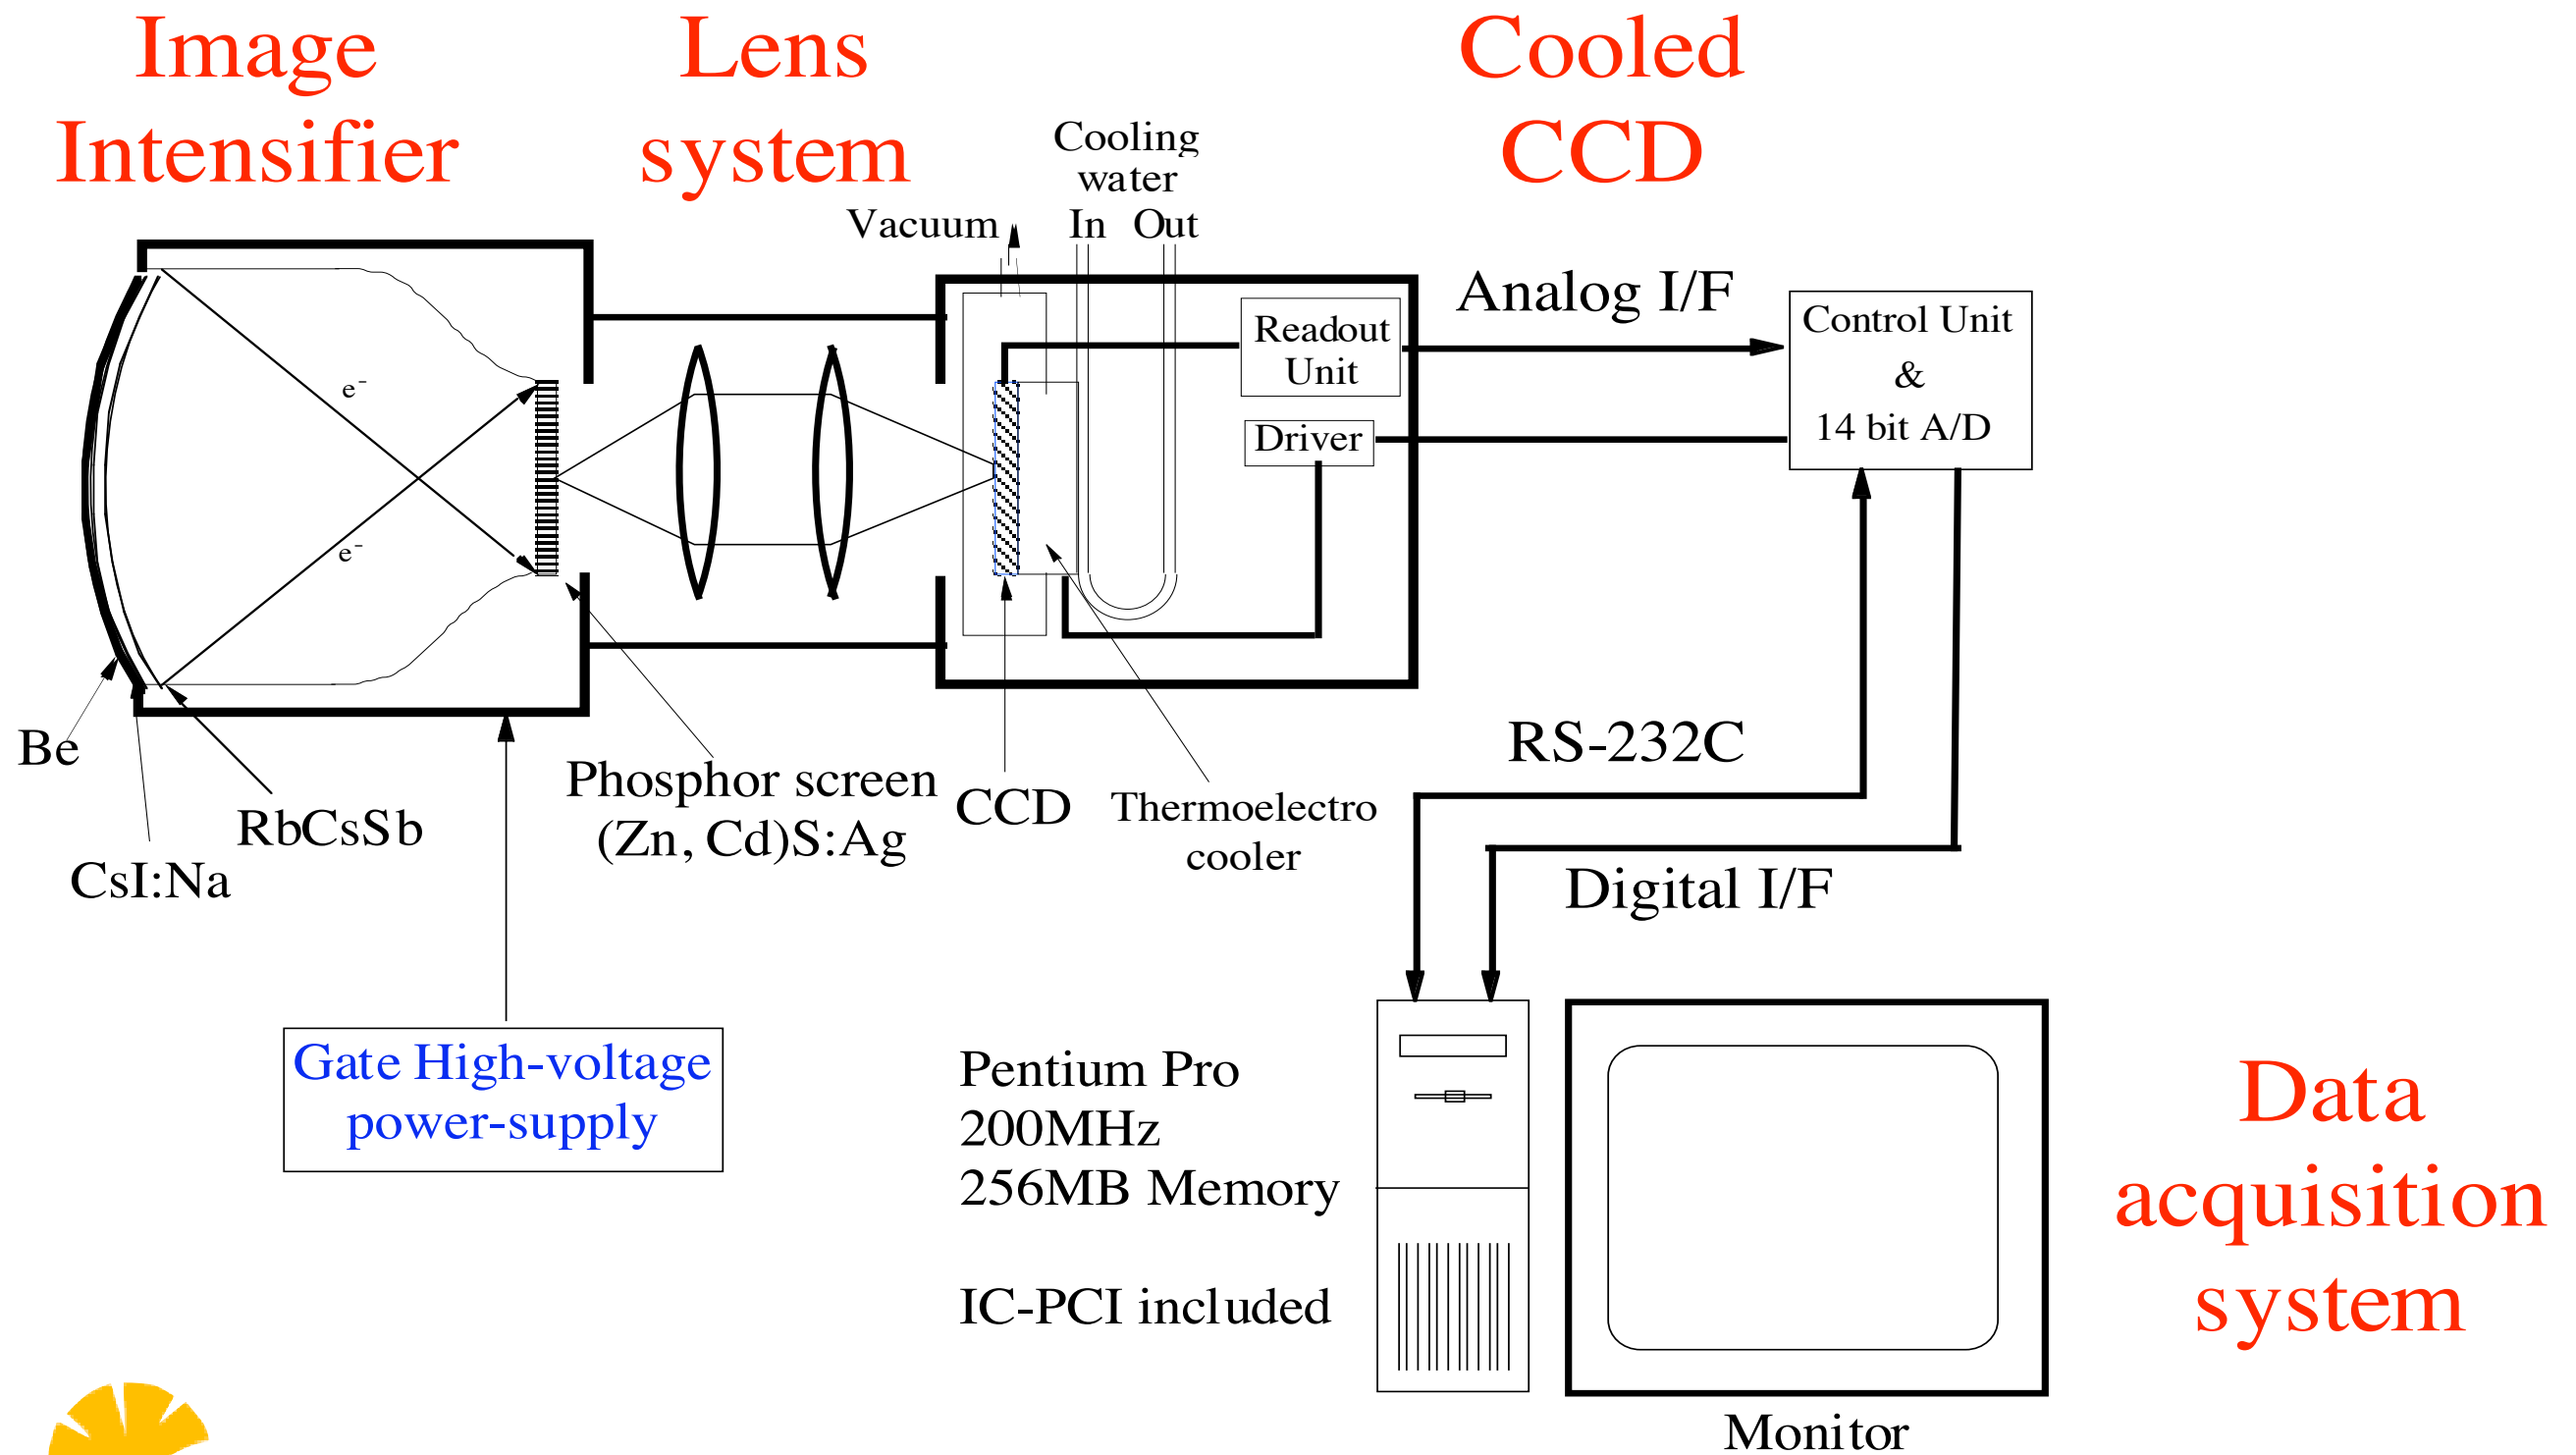 Image
Intensifier
Lens
system
Cooled
CCD
Cooling
water
Vacuum
In Out
Analog I/F
Readout
Unit
Driver
Control Unit
&
14 bit A/D
e-
e-
Be
CsI:Na
RbCsSb
Phosphor screen
(Zn, Cd)S:Ag
CCD
Thermoelectro
cooler
RS-232C
Digital I/F
Gate High-voltage
power-supply
Pentium Pro
200MHz
256MB Memory
IC-PCI included
Data
acquisition
system
Monitor